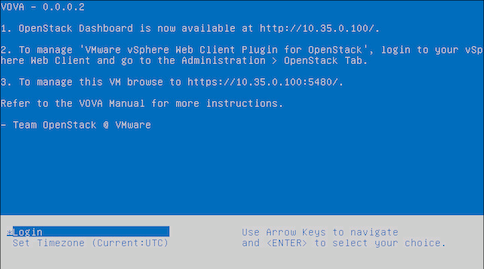 VOVA - 0.0.0.2
1. OpenStack Dashboard is now available at http://10.35.0.100/.
2. To manage 'VMware vSphere Web Client Plugin for OpenStack', login to your vSp
here Web Client and go to the Administration > OpenStack Tab.
3. To manage this VM browse to https://10.35.0.100:5480/.
Refer to the VOVA Manual for more instructions.
- Team OpenStack @ VMware
*Login
Use Arrow Keys to navigate
Set Timezone (Current:UTC)
and <ENTER> to select your choice.